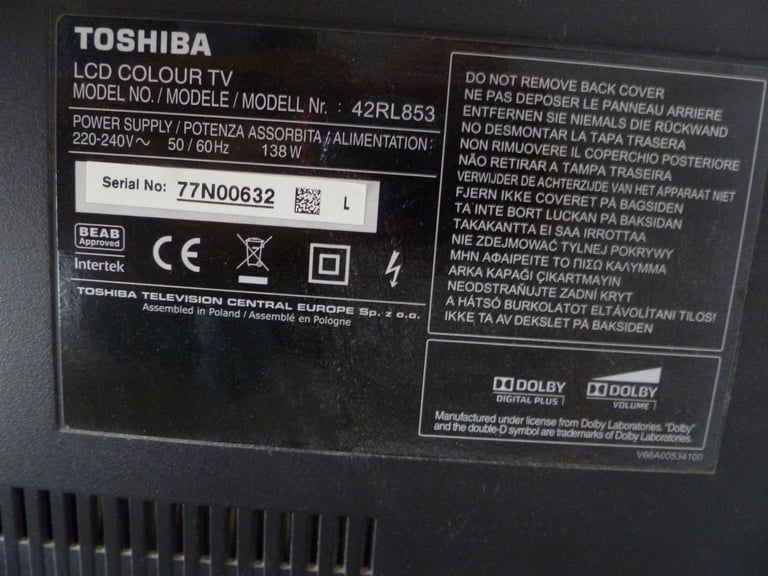 TOSHIBA
LCD COLOUR TV
MODEL NO. / MODELE / MODELL Nr. : 42RL853
POWER SUPPLY / POTENZA ASSORBITA / ALIMENTATION:
220-240V~ 50 / 60Hz 138 W
Serial No: 77N00632 L
BEAB
Approved
Intertek
CE
TOSHIBA TELEVISION CENTRAL EUROPE Sp. z o.o.
Assembled in Poland / Assemblé en Pologne
DO NOT REMOVE BACK COVER
NE PAS DEPOSER LE PANNEAU ARRIERE
ENTFERNEN SIE NIEMALS DIE RÜCKWAND
NO DESMONTAR LA TAPA TRASERA
NON RIMUOVERE IL COPERCHIO POSTERIORE
NÃO RETIRAR A TAMPA TRASEIRA
VERWIJDER DE ACHTERZIJDE VAN HET APPARAAT NIET
FJERN IKKE COVERET PÅ BAGSIDEN
TA INTE BORT LUCKAN PÅ BAKSIDAN
TAKAKANTTA EI SAA IRROTTAA
NIE ZDEJMOWAĆ TYLNEJ POKRYWY
ΜΗΝ ΑΦΑΙΡΕΙΤΕ ΤΟ ΠΙΣΩ ΚΑΛΥΜΜΑ
ARKA KAPAĞI ÇIKARTMAYIN
NEODSTRAŇUJTE ZADNÍ KRYT
A HÁTSÓ BURKOLATOT ELTÁVOLÍTANI TILOS!
IKKE TA AV DEKSLET PÅ BAKSIDEN
DOLBY
DIGITAL PLUS
DOLBY
VOLUME
Manufactured under license from Dolby Laboratories. "Dolby"
and the double-D symbol are trademarks of Dolby Laboratories.
V66A00534100